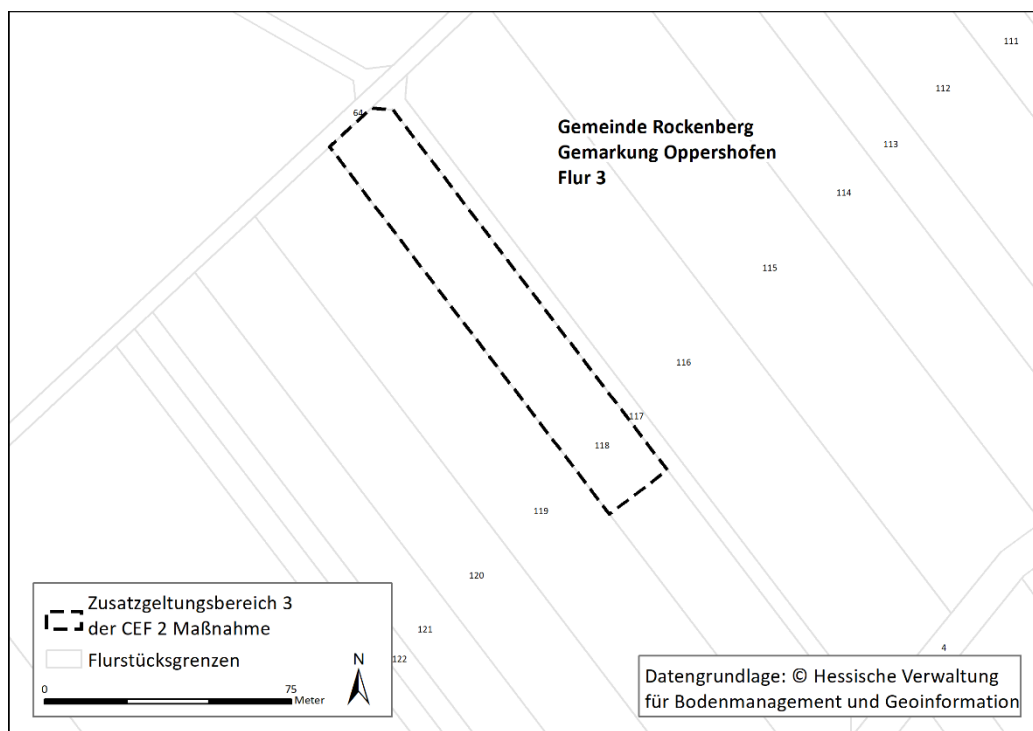 111
112
64
Gemeinde Rockenberg
Gemarkung Oppershofen
Flur 3
113
114
115
116
117
118
119
120
121
122
4
Zusatzgeltungsbereich 3
der CEF 2 Maßnahme
Flurstücksgrenzen
N
0 75
Meter
Datengrundlage: © Hessische Verwaltung
für Bodenmanagement und Geoinformation